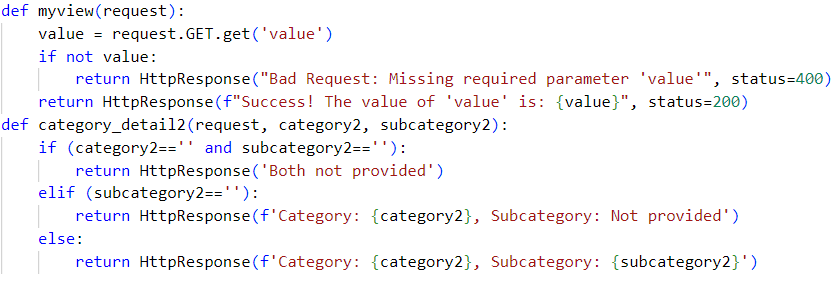 def myview(request):
    value = request.GET.get('value')
    if not value:
        return HttpResponse("Bad Request: Missing required parameter 'value'", status=400)
    return HttpResponse(f"Success! The value of 'value' is: {value}", status=200)
def category_detail2(request, category2, subcategory2):
    if (category2=='' and subcategory2==''):
        return HttpResponse('Both not provided')
    elif (subcategory2==''):
        return HttpResponse(f'Category: {category2}, Subcategory: Not provided')
    else:
        return HttpResponse(f'Category: {category2}, Subcategory: {subcategory2}')